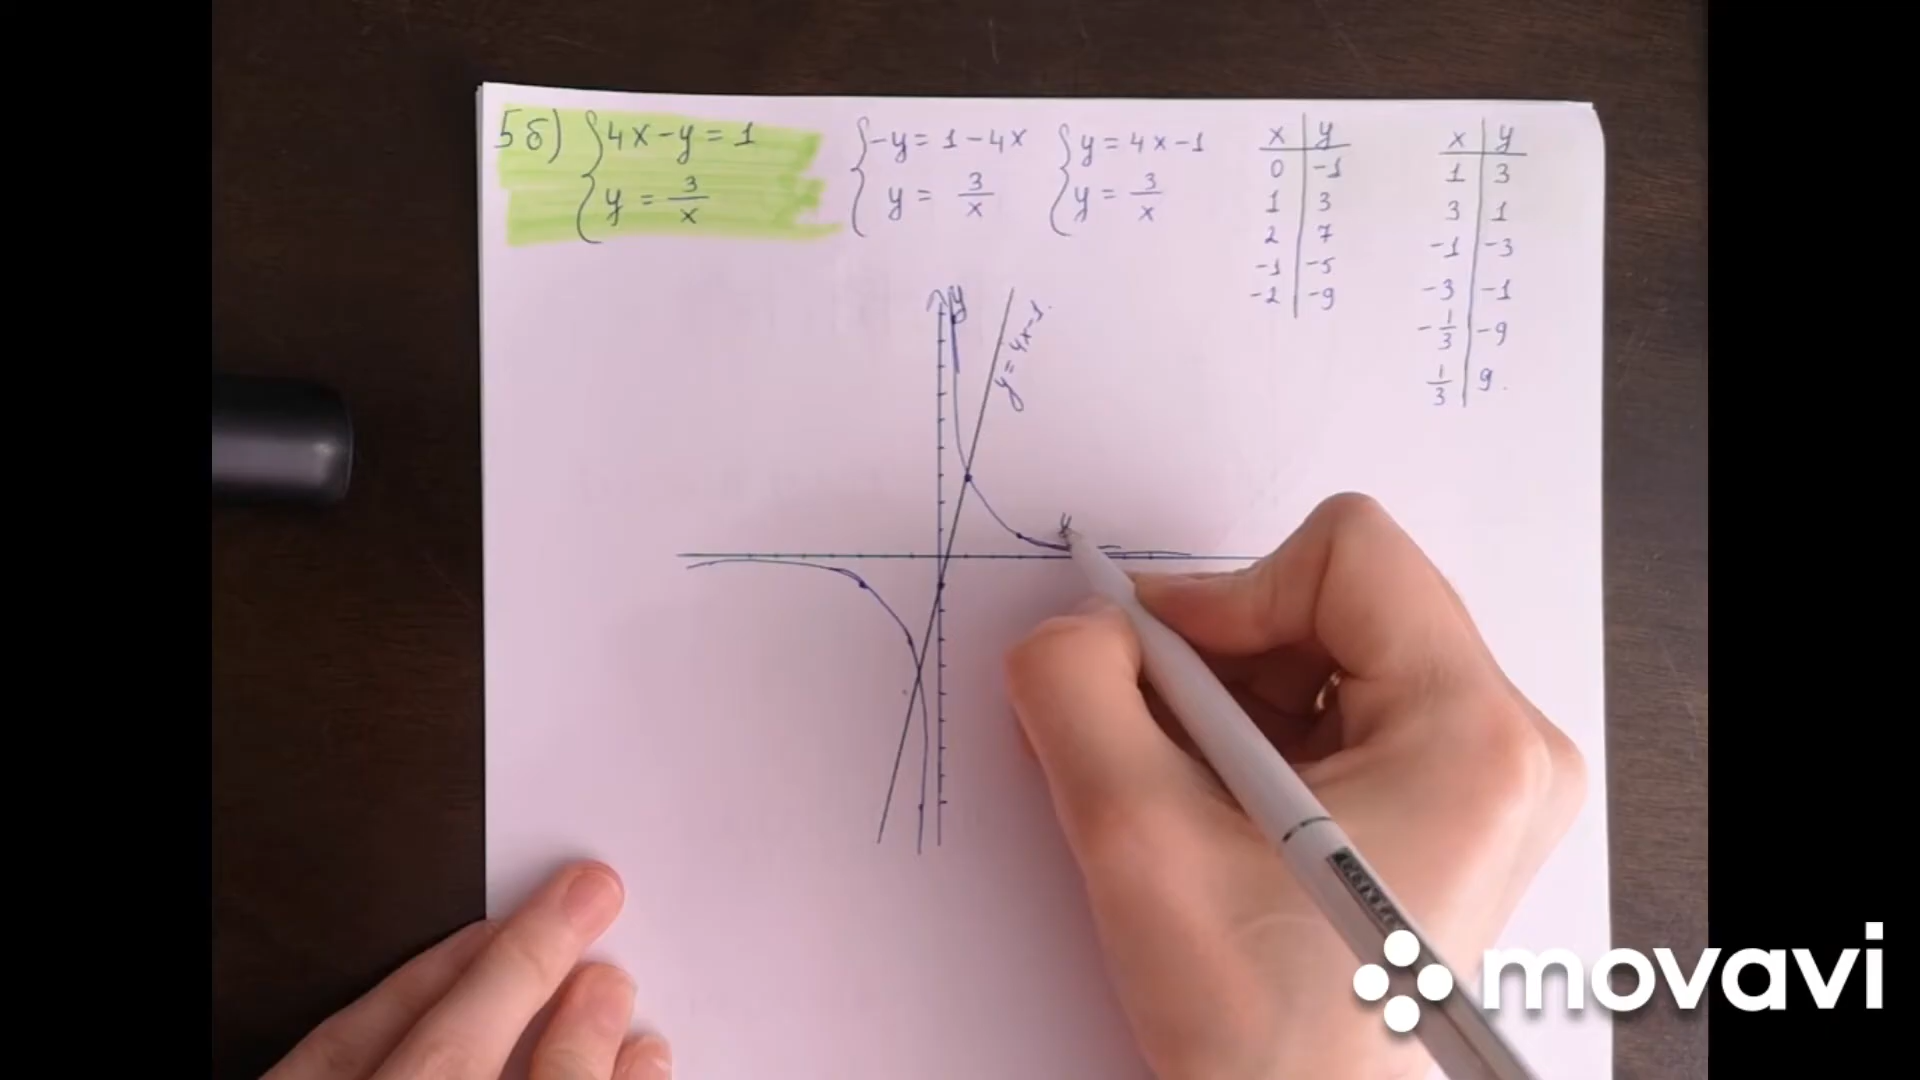 5б) { 4x - y = 1 { -y = 1 - 4x { y = 4x - 1
{ y = 3/x { y = 3/x { y = 3/x
x | y
0 | -1
1 | 3
2 | 7
-1 | -5
-2 | -9
x | y
1 | 3
3 | 1
-1 | -3
-3 | -1
-1/3 | -9
1/3 | 9.
y
y = 4x - 1.
y
movavi